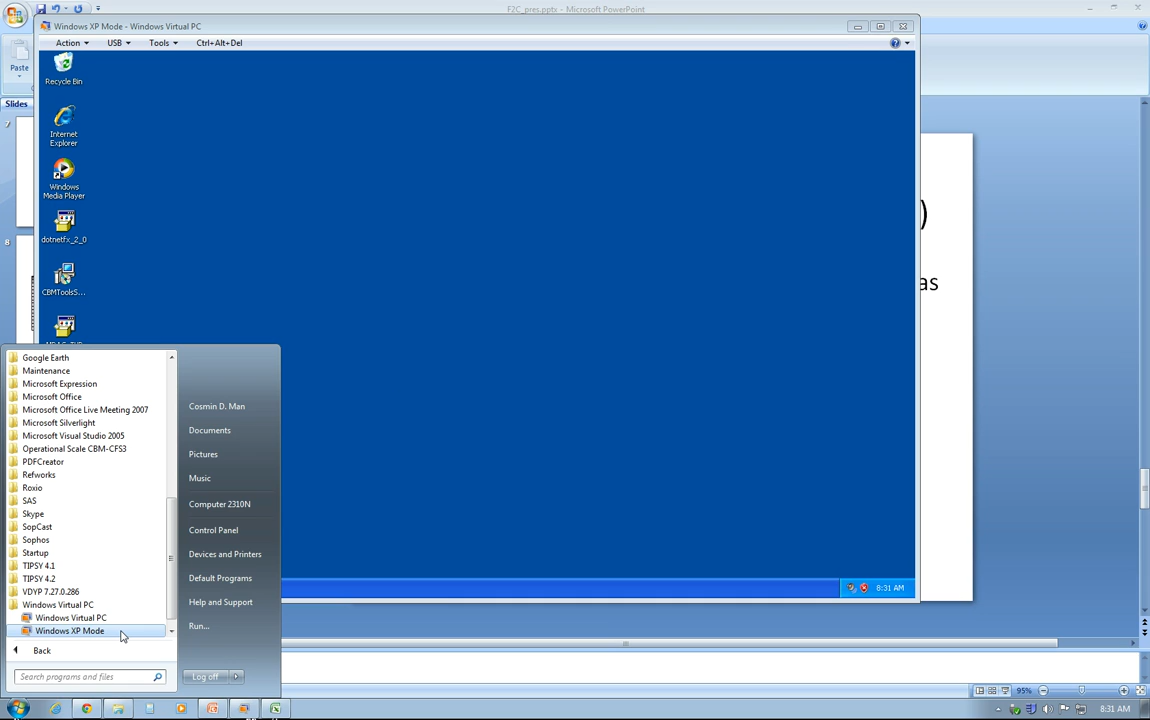 F2C_pres.pptx - Microsoft PowerPoint
Windows XP Mode - Windows Virtual PC
Action
USB
Tools
Ctrl+Alt+Del
Paste
Slides
7
8
Recycle Bin
Internet
Explorer
Windows
Media Player
dotnetfx_2_0
CBMToolsS...
)
as
Google Earth
Maintenance
Microsoft Expression
Microsoft Office
Microsoft Office Live Meeting 2007
Microsoft Silverlight
Microsoft Visual Studio 2005
Operational Scale CBM-CFS3
PDFCreator
Refworks
Roxio
SAS
Skype
SopCast
Sophos
Startup
TIPSY 4.1
TIPSY 4.2
VDYP 7.27.0.286
Windows Virtual PC
Windows Virtual PC
Windows XP Mode
Back
Search programs and files
Cosmin D. Man
Documents
Pictures
Music
Computer 2310N
Control Panel
Devices and Printers
Default Programs
Help and Support
Run...
Log off
8:31 AM
95%
8:31 AM